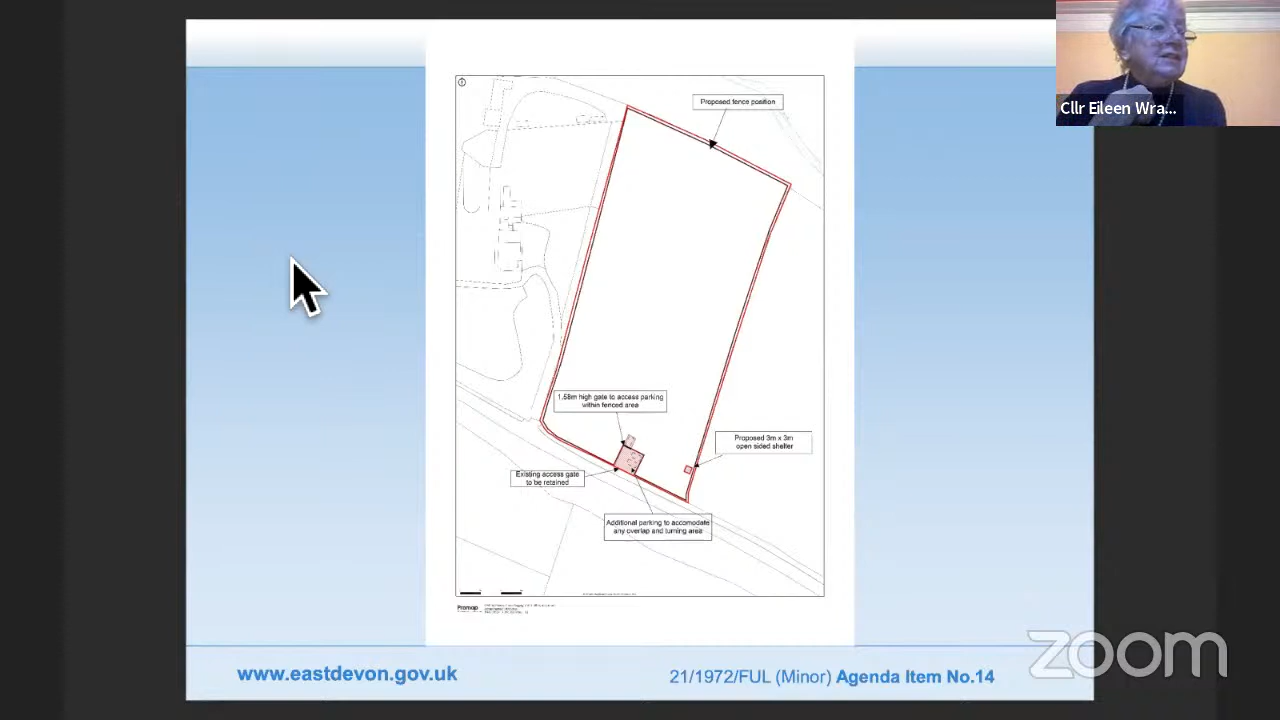 Cllr Eileen Wra...
Proposed fence position
1.58m high gate to access parking
within fenced area
Proposed 3m x 3m
open sided shelter
Existing access gate
to be retained
Additional parking to accomodate
any overlap and turning area
Promap
zoom
www.eastdevon.gov.uk
21/1972/FUL (Minor) Agenda Item No.14